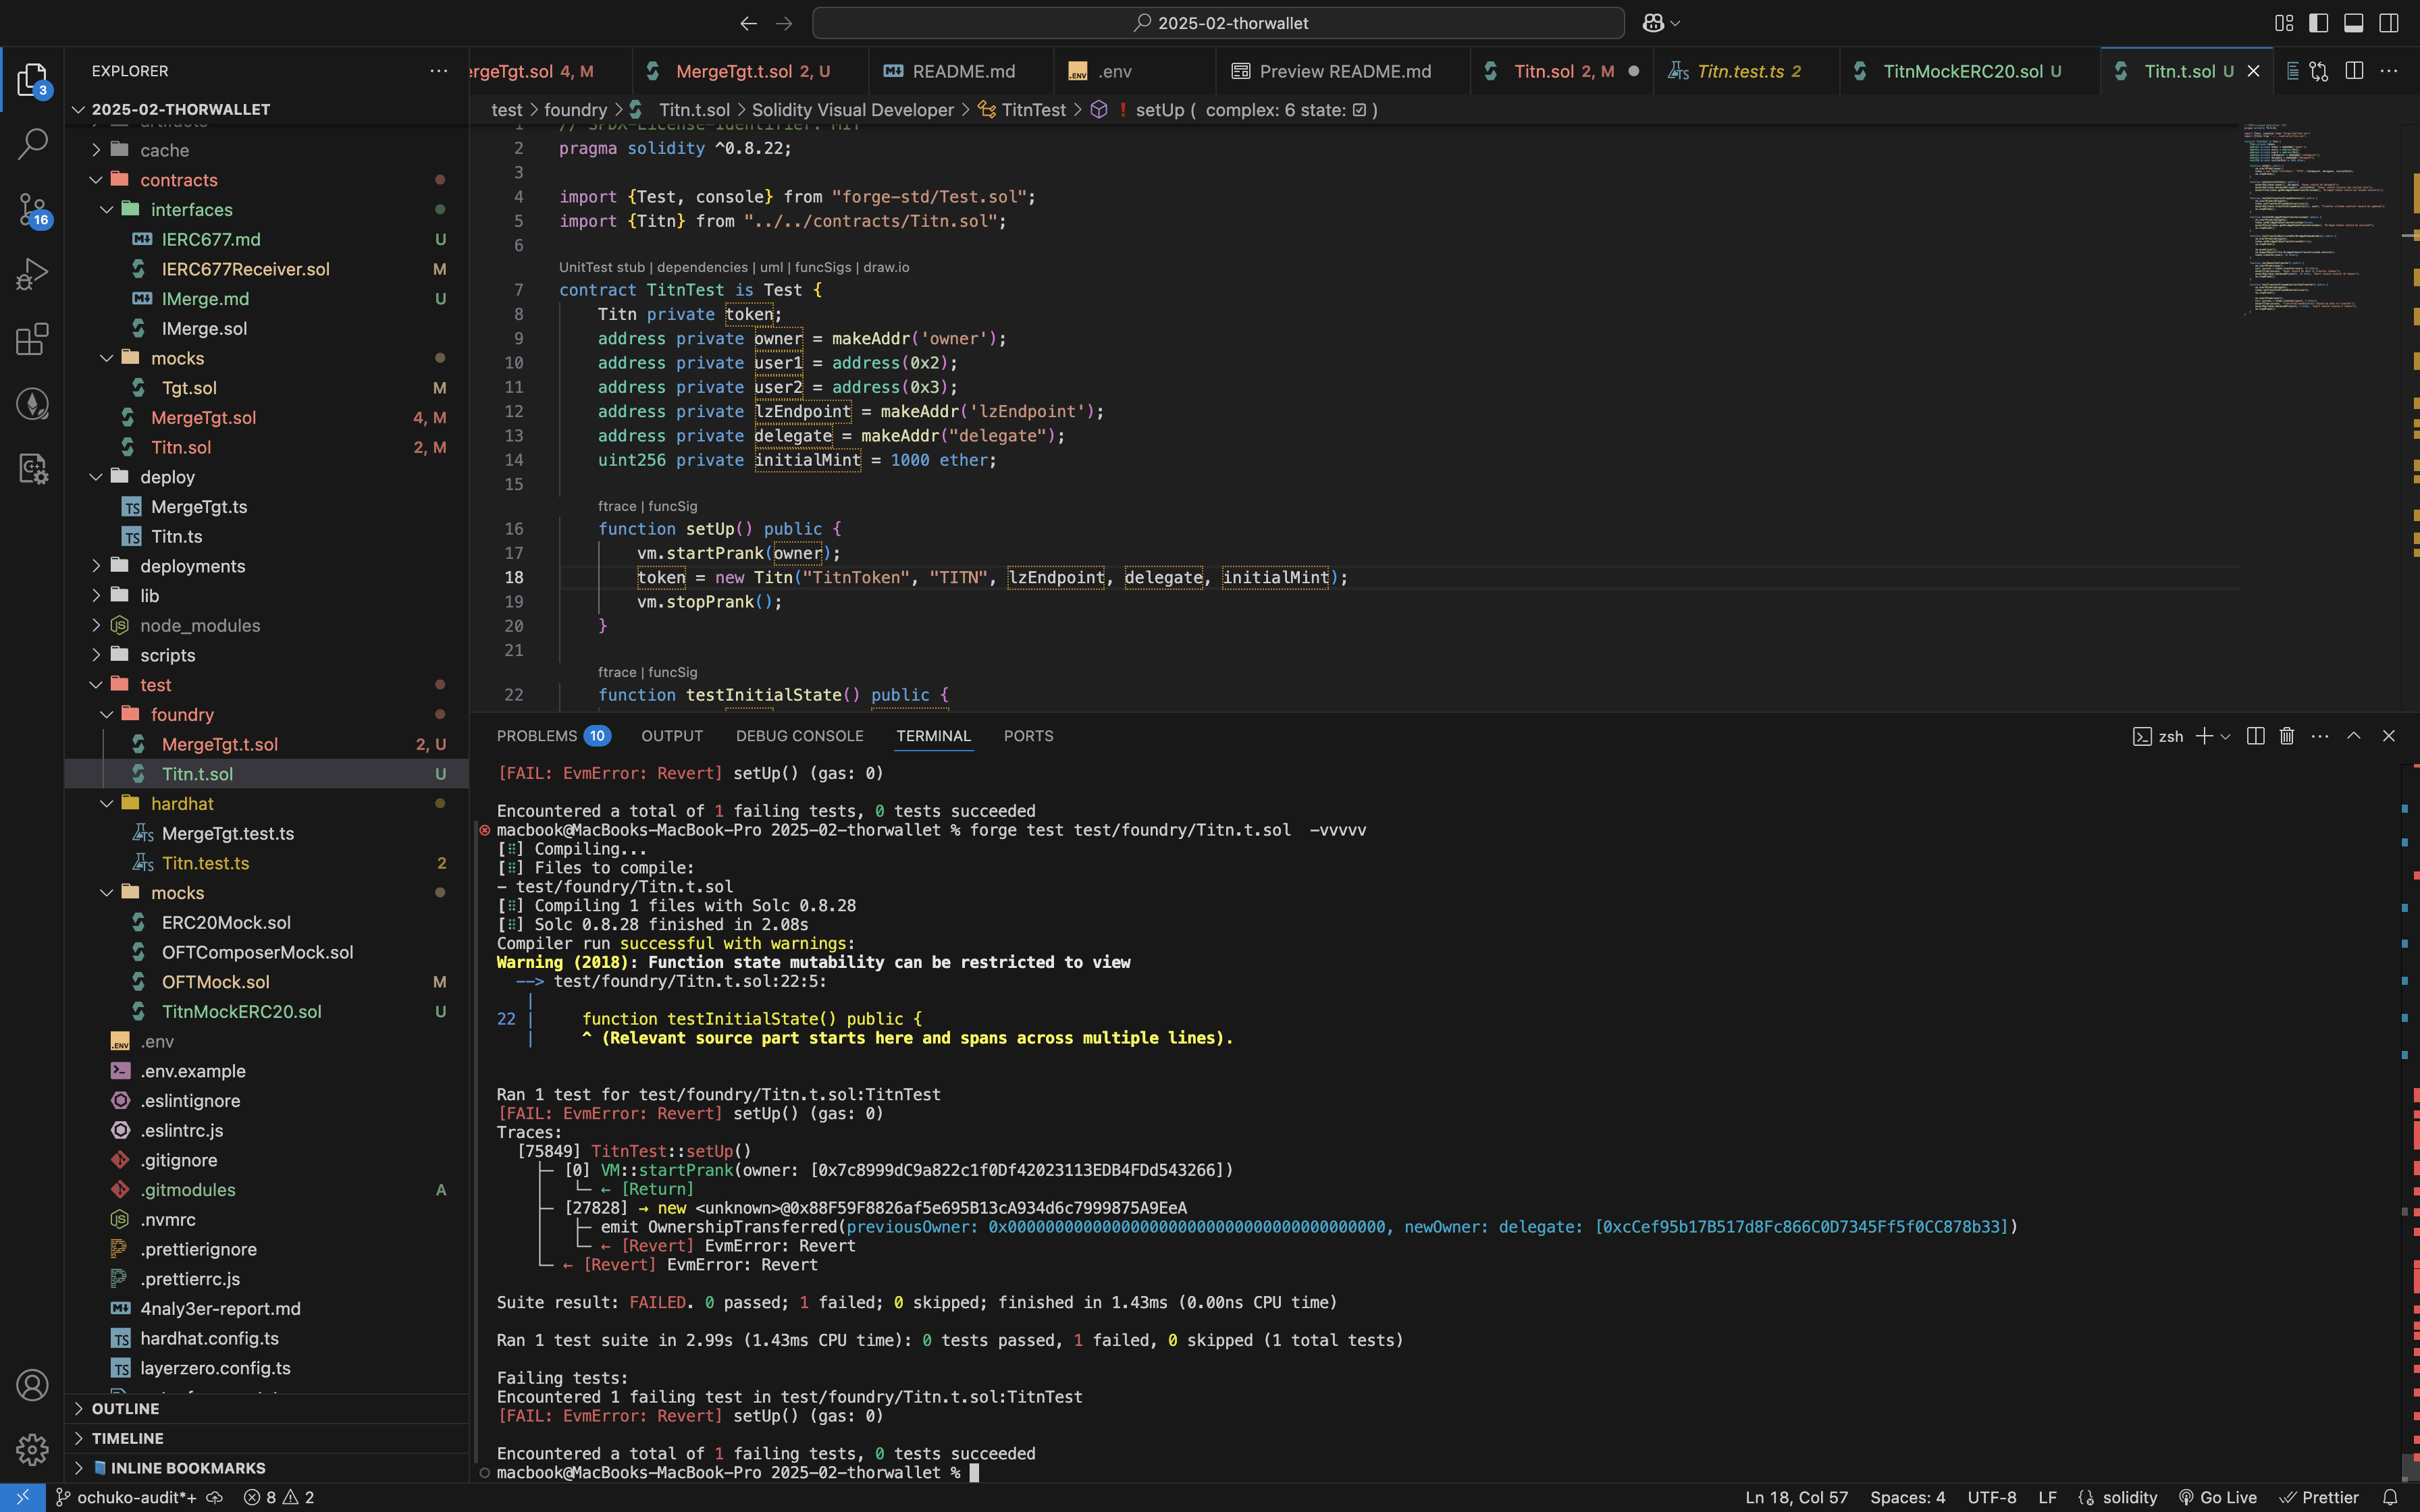 2025-02-thorwallet
EXPLORER
3
16
2025-02-THORWALLET
cache
contracts
interfaces
IERC677.md U
IERC677Receiver.sol M
IMerge.md U
IMerge.sol
mocks
Tgt.sol M
MergeTgt.sol 4, M
Titn.sol 2, M
deploy
TS MergeTgt.ts
TS Titn.ts
deployments
lib
node_modules
scripts
test
foundry
MergeTgt.t.sol 2, U
Titn.t.sol U
hardhat
MergeTgt.test.ts
Titn.test.ts 2
mocks
ERC20Mock.sol
OFTComposerMock.sol
OFTMock.sol M
TitnMockERC20.sol U
.env
.env.example
.eslintignore
.eslintrc.js
.gitignore
.gitmodules A
.nvmrc
.prettierignore
.prettierrc.js
4naly3er-report.md
TS hardhat.config.ts
TS layerzero.config.ts
OUTLINE
TIMELINE
INLINE BOOKMARKS
ergeTgt.sol 4, M
MergeTgt.t.sol 2, U
README.md
.env
Preview README.md
Titn.sol 2, M
Titn.test.ts 2
TitnMockERC20.sol U
Titn.t.sol U
test > foundry > Titn.t.sol > Solidity Visual Developer > TitnTest > ! setUp ( complex: 6 state: ☑ )
1 // SPDX-License-Identifier: MIT
2 pragma solidity ^0.8.22;
3
4 import {Test, console} from "forge-std/Test.sol";
5 import {Titn} from "../../contracts/Titn.sol";
6
UnitTest stub | dependencies | uml | funcSigs | draw.io
7 contract TitnTest is Test {
8 Titn private token;
9 address private owner = makeAddr('owner');
10 address private user1 = address(0x2);
11 address private user2 = address(0x3);
12 address private lzEndpoint = makeAddr('lzEndpoint');
13 address private delegate = makeAddr("delegate");
14 uint256 private initialMint = 1000 ether;
15
ftrace | funcSig
16 function setUp() public {
17 vm.startPrank(owner);
18 token = new Titn("TitnToken", "TITN", lzEndpoint, delegate, initialMint);
19 vm.stopPrank();
20 }
21
ftrace | funcSig
22 function testInitialState() public {
PROBLEMS 10 OUTPUT DEBUG CONSOLE TERMINAL PORTS
zsh
[FAIL: EvmError: Revert] setUp() (gas: 0)
Encountered a total of 1 failing tests, 0 tests succeeded
macbook@MacBooks-MacBook-Pro 2025-02-thorwallet % forge test test/foundry/Titn.t.sol -vvvvv
[⠿] Compiling...
[⠿] Files to compile:
- test/foundry/Titn.t.sol
[⠿] Compiling 1 files with Solc 0.8.28
[⠿] Solc 0.8.28 finished in 2.08s
Compiler run successful with warnings:
Warning (2018): Function state mutability can be restricted to view
--> test/foundry/Titn.t.sol:22:5:
|
22 | function testInitialState() public {
| ^ (Relevant source part starts here and spans across multiple lines).
Ran 1 test for test/foundry/Titn.t.sol:TitnTest
[FAIL: EvmError: Revert] setUp() (gas: 0)
Traces:
[75849] TitnTest::setUp()
├─ [0] VM::startPrank(owner: [0x7c8999dC9a822c1f0Df42023113EDB4FDd543266])
│ └─ ← [Return]
├─ [27828] → new <unknown>@0x88F59F8826af5e695B13cA934d6c7999875A9EeA
│ ├─ emit OwnershipTransferred(previousOwner: 0x0000000000000000000000000000000000000000, newOwner: delegate: [0xcCef95b17B517d8Fc866C0D7345Ff5f0CC878b33])
│ └─ ← [Revert] EvmError: Revert
└─ ← [Revert] EvmError: Revert
Suite result: FAILED. 0 passed; 1 failed; 0 skipped; finished in 1.43ms (0.00ns CPU time)
Ran 1 test suite in 2.99s (1.43ms CPU time): 0 tests passed, 1 failed, 0 skipped (1 total tests)
Failing tests:
Encountered 1 failing test in test/foundry/Titn.t.sol:TitnTest
[FAIL: EvmError: Revert] setUp() (gas: 0)
Encountered a total of 1 failing tests, 0 tests succeeded
macbook@MacBooks-MacBook-Pro 2025-02-thorwallet %
ochuko-audit*+ 8 2
Ln 18, Col 57 Spaces: 4 UTF-8 LF solidity Go Live Prettier